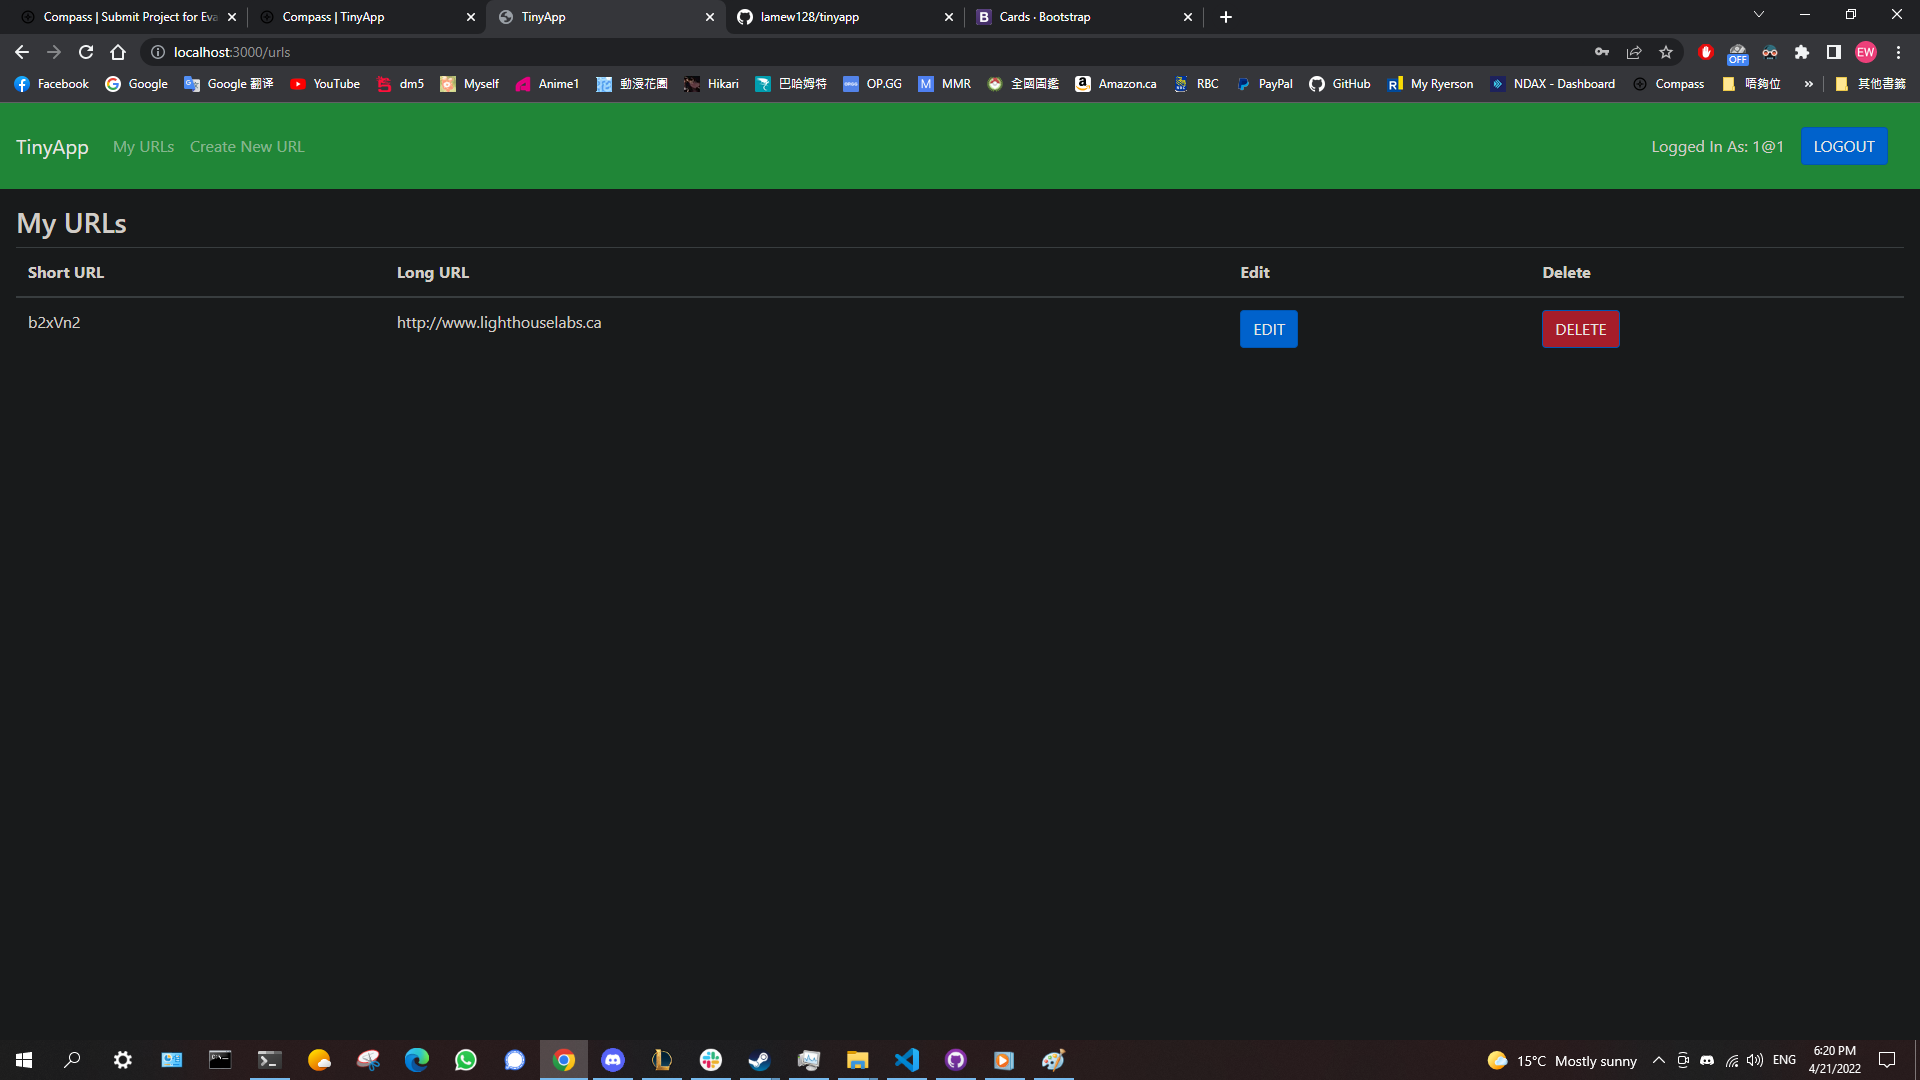 Compass | Submit Project for Eva
Compass | TinyApp
TinyApp
lamew128/tinyapp
B Cards · Bootstrap
localhost:3000/urls
OFF
EW
Facebook Google Google 翻译 YouTube dm5 Myself Anime1 動漫花園 Hikari 巴哈姆特 OP.GG M MMR 全國圖鑑 Amazon.ca RBC PayPal GitHub My Ryerson NDAX - Dashboard Compass 唔夠位 » 其他書籤
TinyApp My URLs Create New URL Logged In As: 1@1 LOGOUT
My URLs
Short URL Long URL Edit Delete
b2xVn2 http://www.lighthouselabs.ca EDIT DELETE
15°C Mostly sunny ENG 6:20 PM
4/21/2022